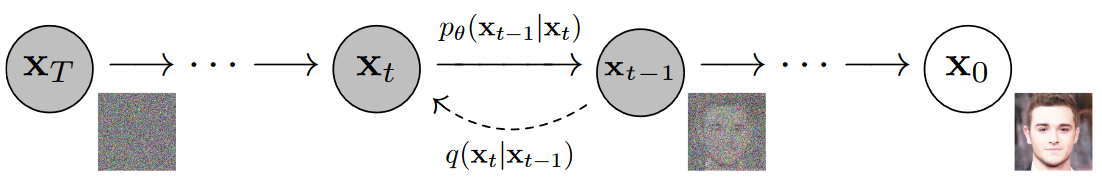 p_θ(x_{t−1}|x_t)
x_T → ··· → x_t → x_{t−1} → ··· → x_0
q(x_t|x_{t−1})